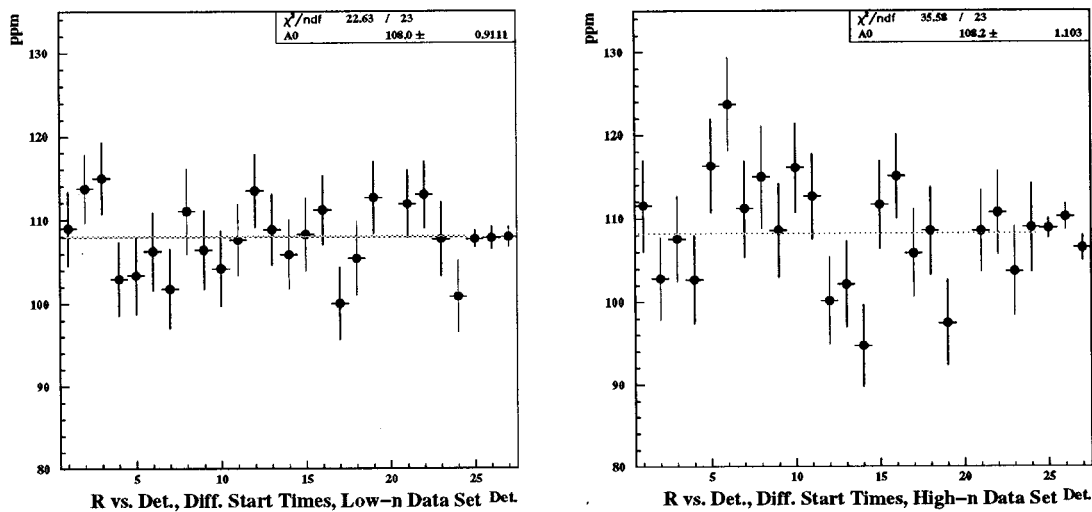 ppm
χ²/ndf 22.63 / 23
A0 108.0 ± 0.9111
130
120
110
100
90
80
5 10 15 20 25
R vs. Det., Diff. Start Times, Low-n Data Set Det.
ppm
χ²/ndf 35.58 / 23
A0 108.2 ± 1.103
130
120
110
100
90
80
5 10 15 20 25
R vs. Det., Diff. Start Times, High-n Data Set Det.